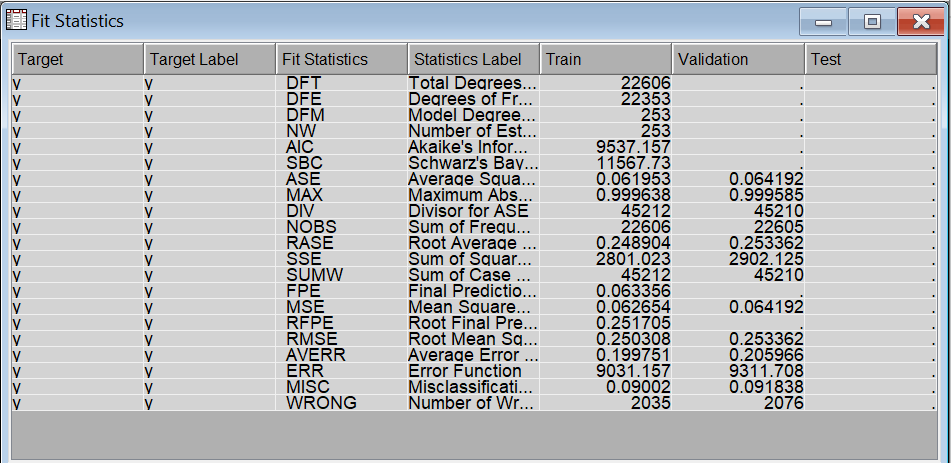 Fit Statistics
Target Target Label Fit Statistics Statistics Label Train Validation Test
y y DFT Total Degrees... 22606 . .
y y DFE Degrees of Fr... 22353 . .
y y DFM Model Degree... 253 . .
y y NW Number of Est... 253 . .
y y AIC Akaike's Infor... 9537.157 . .
y y SBC Schwarz's Bay... 11567.73 . .
y y ASE Average Squa... 0.061953 0.064192 .
y y MAX Maximum Abs... 0.999638 0.999585 .
y y DIV Divisor for ASE 45212 45210 .
y y NOBS Sum of Frequ... 22606 22605 .
y y RASE Root Average ... 0.248904 0.253362 .
y y SSE Sum of Squar... 2801.023 2902.125 .
y y SUMW Sum of Case ... 45212 45210 .
y y FPE Final Predictio... 0.063356 . .
y y MSE Mean Square... 0.062654 0.064192 .
y y RFPE Root Final Pre... 0.251705 . .
y y RMSE Root Mean Sq... 0.250308 0.253362 .
y y AVERR Average Error ... 0.199751 0.205966 .
y y ERR Error Function 9031.157 9311.708 .
y y MISC Misclassificati... 0.09002 0.091838 .
y y WRONG Number of Wr... 2035 2076 .